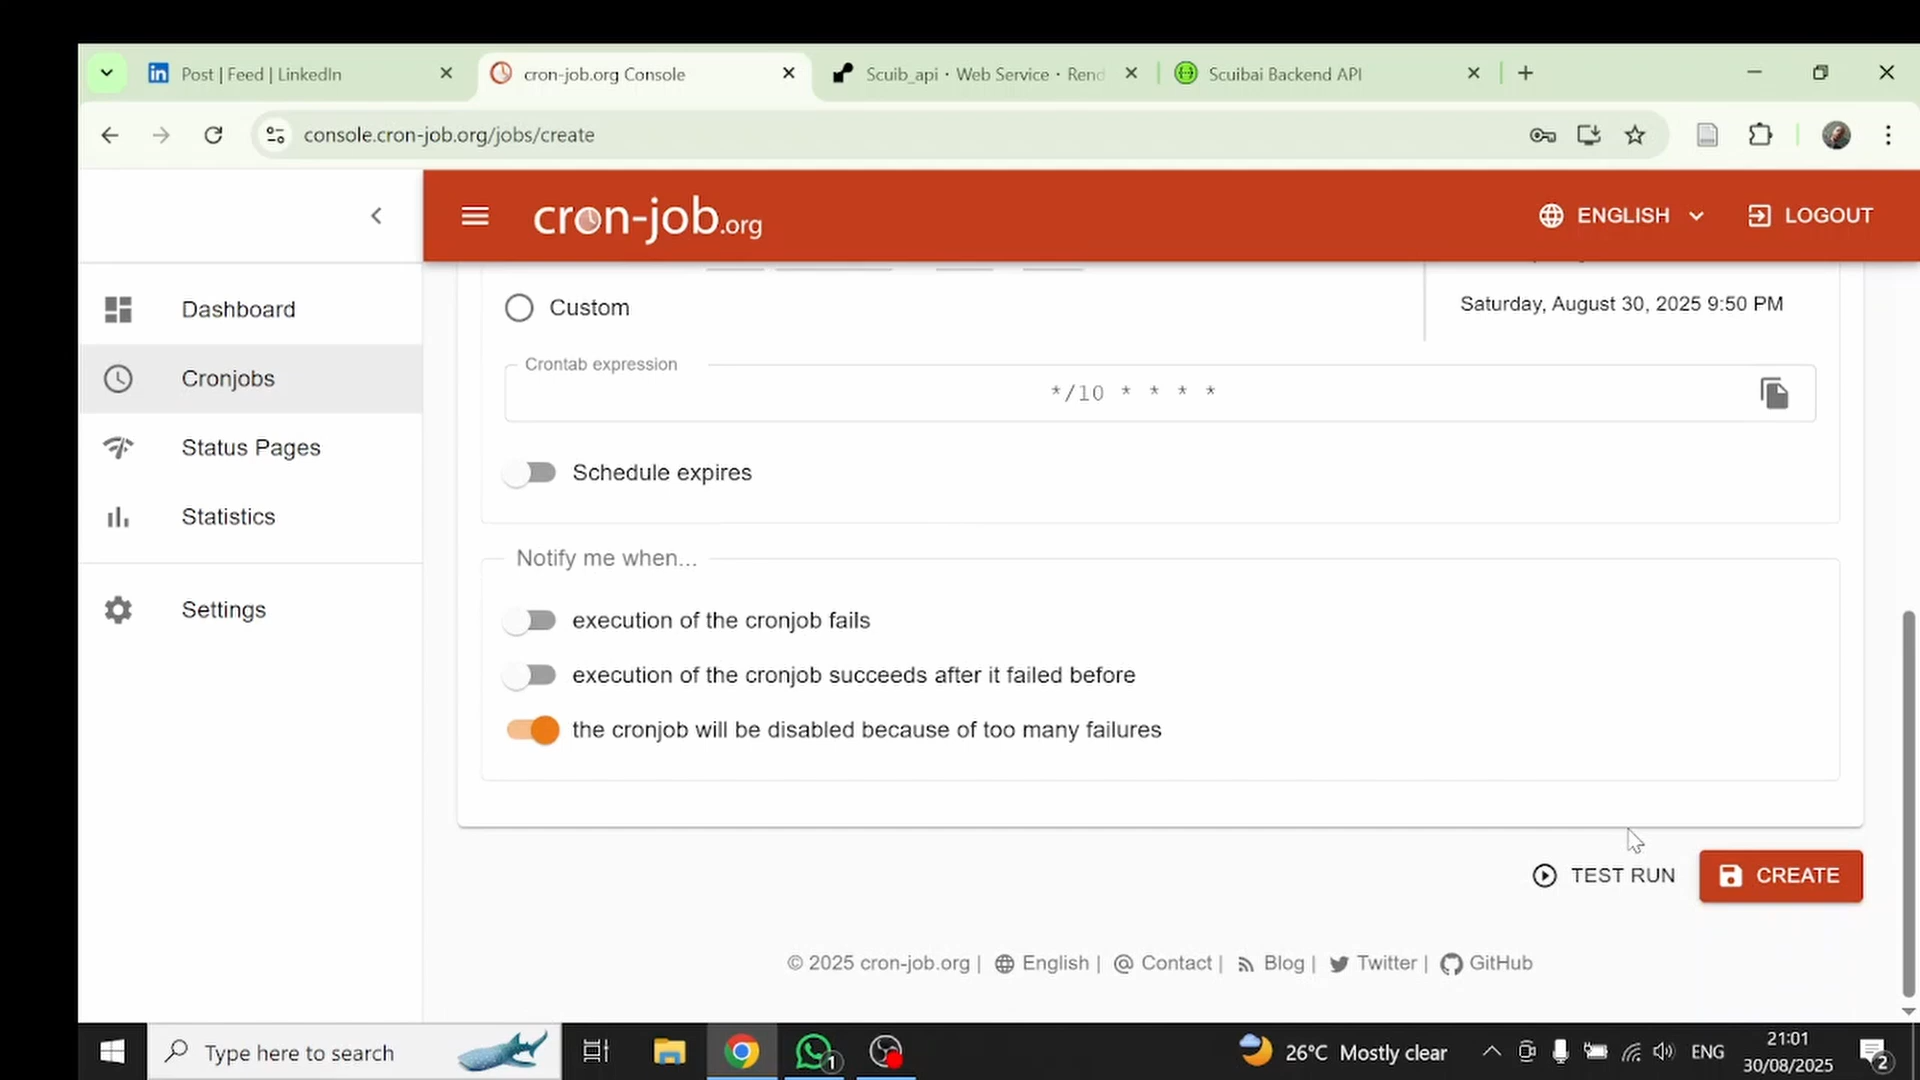 Post | Feed | LinkedIn
cron-job.org Console
Scuib_api · Web Service · Rend
Scuibai Backend API
console.cron-job.org/jobs/create
cron-job.org
ENGLISH
LOGOUT
Dashboard
Cronjobs
Status Pages
Statistics
Settings
Custom
Saturday, August 30, 2025 9:50 PM
Crontab expression
*/10 * * * *
Schedule expires
Notify me when...
execution of the cronjob fails
execution of the cronjob succeeds after it failed before
the cronjob will be disabled because of too many failures
TEST RUN
CREATE
© 2025 cron-job.org | English | Contact | Blog | Twitter | GitHub
Type here to search
1
26°C Mostly clear
ENG
21:01
30/08/2025
2